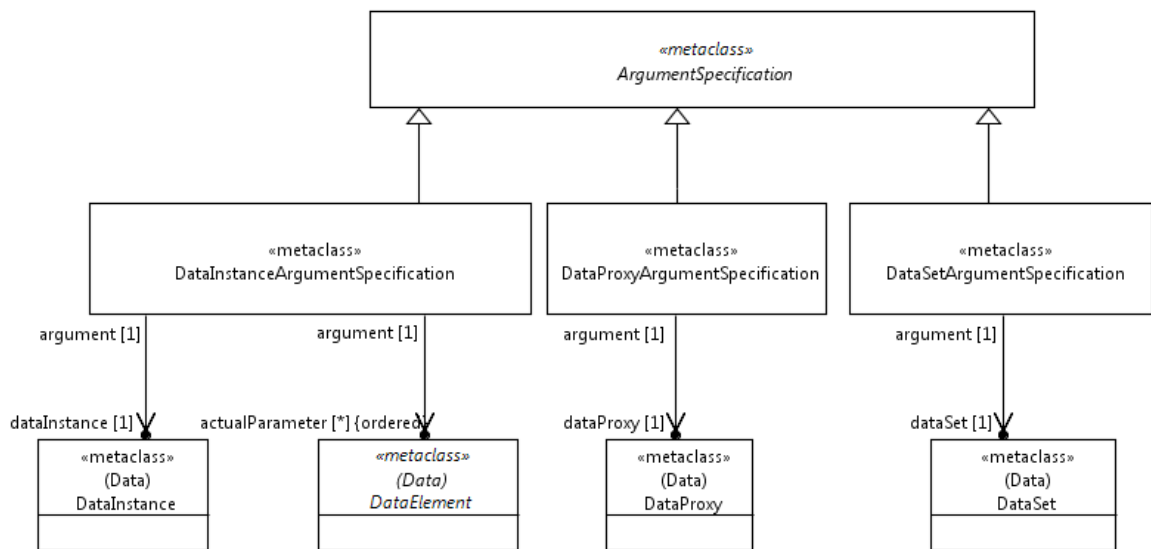 «metaclass»
ArgumentSpecification
«metaclass»
DataInstanceArgumentSpecification
«metaclass»
DataProxyArgumentSpecification
«metaclass»
DataSetArgumentSpecification
argument [1]
argument [1]
argument [1]
argument [1]
dataInstance [1]
actualParameter [*] {ordered}
dataProxy [1]
dataSet [1]
«metaclass»
(Data)
DataInstance
«metaclass»
(Data)
DataElement
«metaclass»
(Data)
DataProxy
«metaclass»
(Data)
DataSet